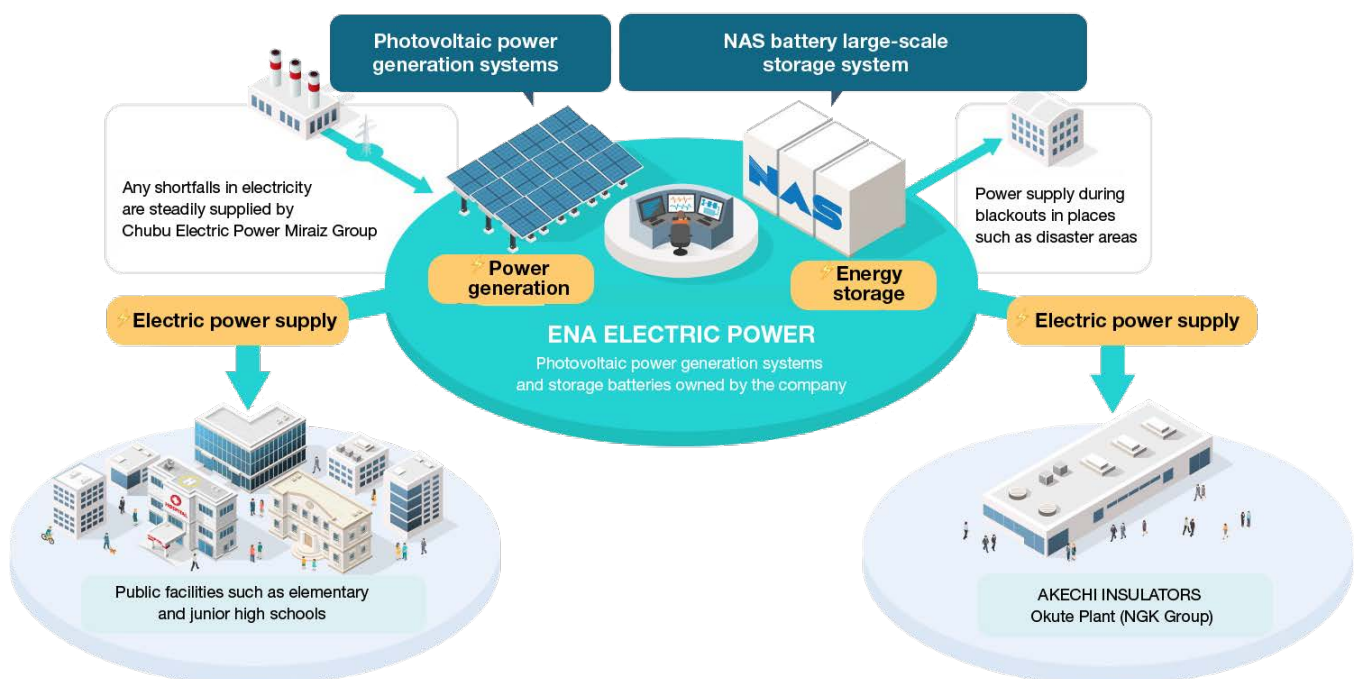 Photovoltaic power
generation systems
NAS battery large-scale
storage system
Any shortfalls in electricity
are steadily supplied by
Chubu Electric Power Miraiz Group
NAS
Power supply during
blackouts in places
such as disaster areas
Power
generation
Energy
storage
Electric power supply
Electric power supply
ENA ELECTRIC POWER
Photovoltaic power generation systems
and storage batteries owned by the company
H
HOSPITAL
Public facilities such as elementary
and junior high schools
AKECHI INSULATORS
Okute Plant (NGK Group)